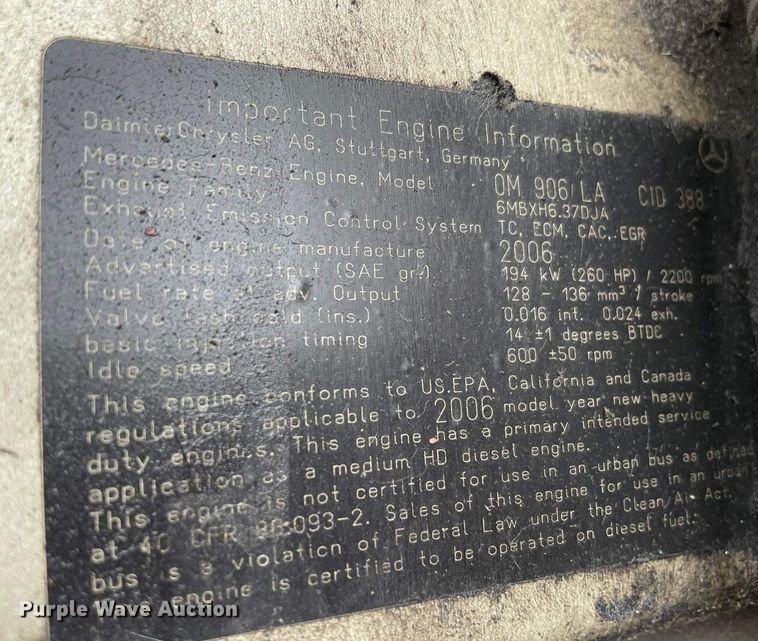 Important Engine Information
DaimlerChrysler AG, Stuttgart, Germany
Mercedes-Benz Engine, Model OM 906 LA CID 388
Engine Family 6MBXH6.37DJA
Exhaust Emission Control System TC, ECM, CAC, EGR
Date of engine manufacture 2006
Advertised output (SAE gr.) 194 kW (260 HP) / 2200 rpm
Fuel rate at adv. Output 128 - 136 mm³ / stroke
Valve lash cold (ins.) 0.016 int. 0.024 exh.
basic injection timing 14 ±1 degrees BTDC
Idle speed 600 ±50 rpm
This engine conforms to US.EPA, California and Canada
regulations applicable to 2006 model year new heavy
duty engines. This engine has a primary intended service
application as a medium HD diesel engine.
This engine is not certified for use in an urban bus as defined
at 40 CFR 86.093-2. Sales of this engine for use in an urban
bus is a violation of Federal Law under the Clean Air Act.
This engine is certified to be operated on diesel fuel.
Purple Wave Auction